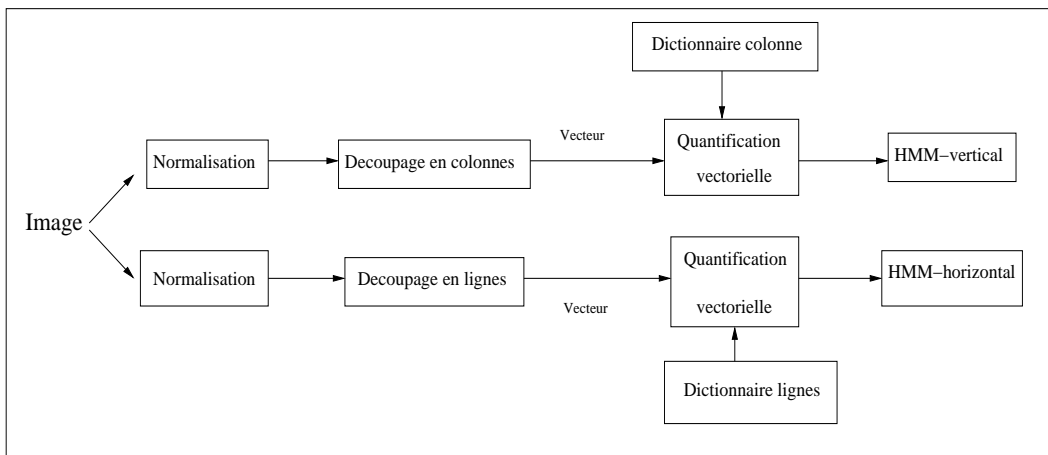 Dictionnaire colonne
Vecteur
Normalisation
Decoupage en colonnes
Quantification
vectorielle
HMM−vertical
Image
Normalisation
Decoupage en lignes
Vecteur
Quantification
vectorielle
HMM−horizontal
Dictionnaire lignes